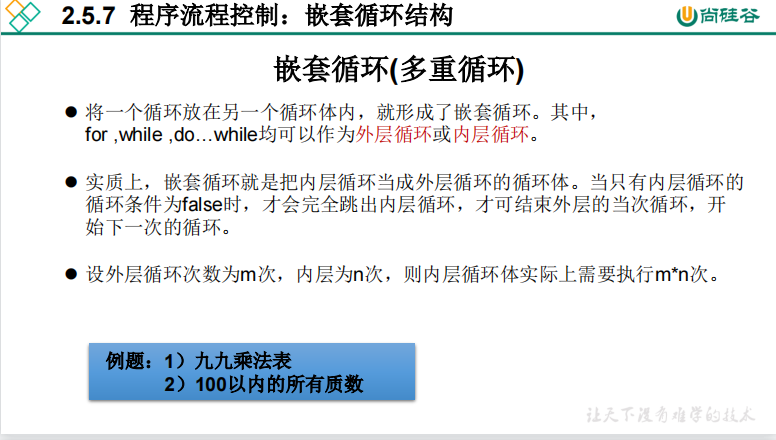 2.5.7 程序流程控制：嵌套循环结构
尚硅谷
嵌套循环(多重循环)
● 将一个循环放在另一个循环体内，就形成了嵌套循环。其中，
for ,while ,do…while均可以作为外层循环或内层循环。
● 实质上，嵌套循环就是把内层循环当成外层循环的循环体。当只有内层循环的
循环条件为false时，才会完全跳出内层循环，才可结束外层的当次循环，开
始下一次的循环。
● 设外层循环次数为m次，内层为n次，则内层循环体实际上需要执行m*n次。
例题：1）九九乘法表
2）100以内的所有质数
让天下没有难学的技术